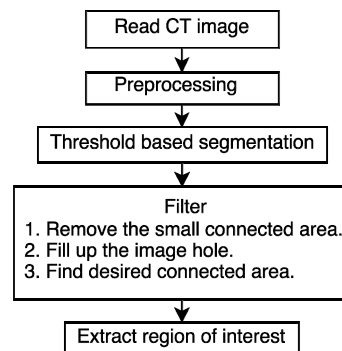 Read CT image
Preprocessing
Threshold based segmentation
Filter
1. Remove the small connected area.
2. Fill up the image hole.
3. Find desired connected area.
Extract region of interest